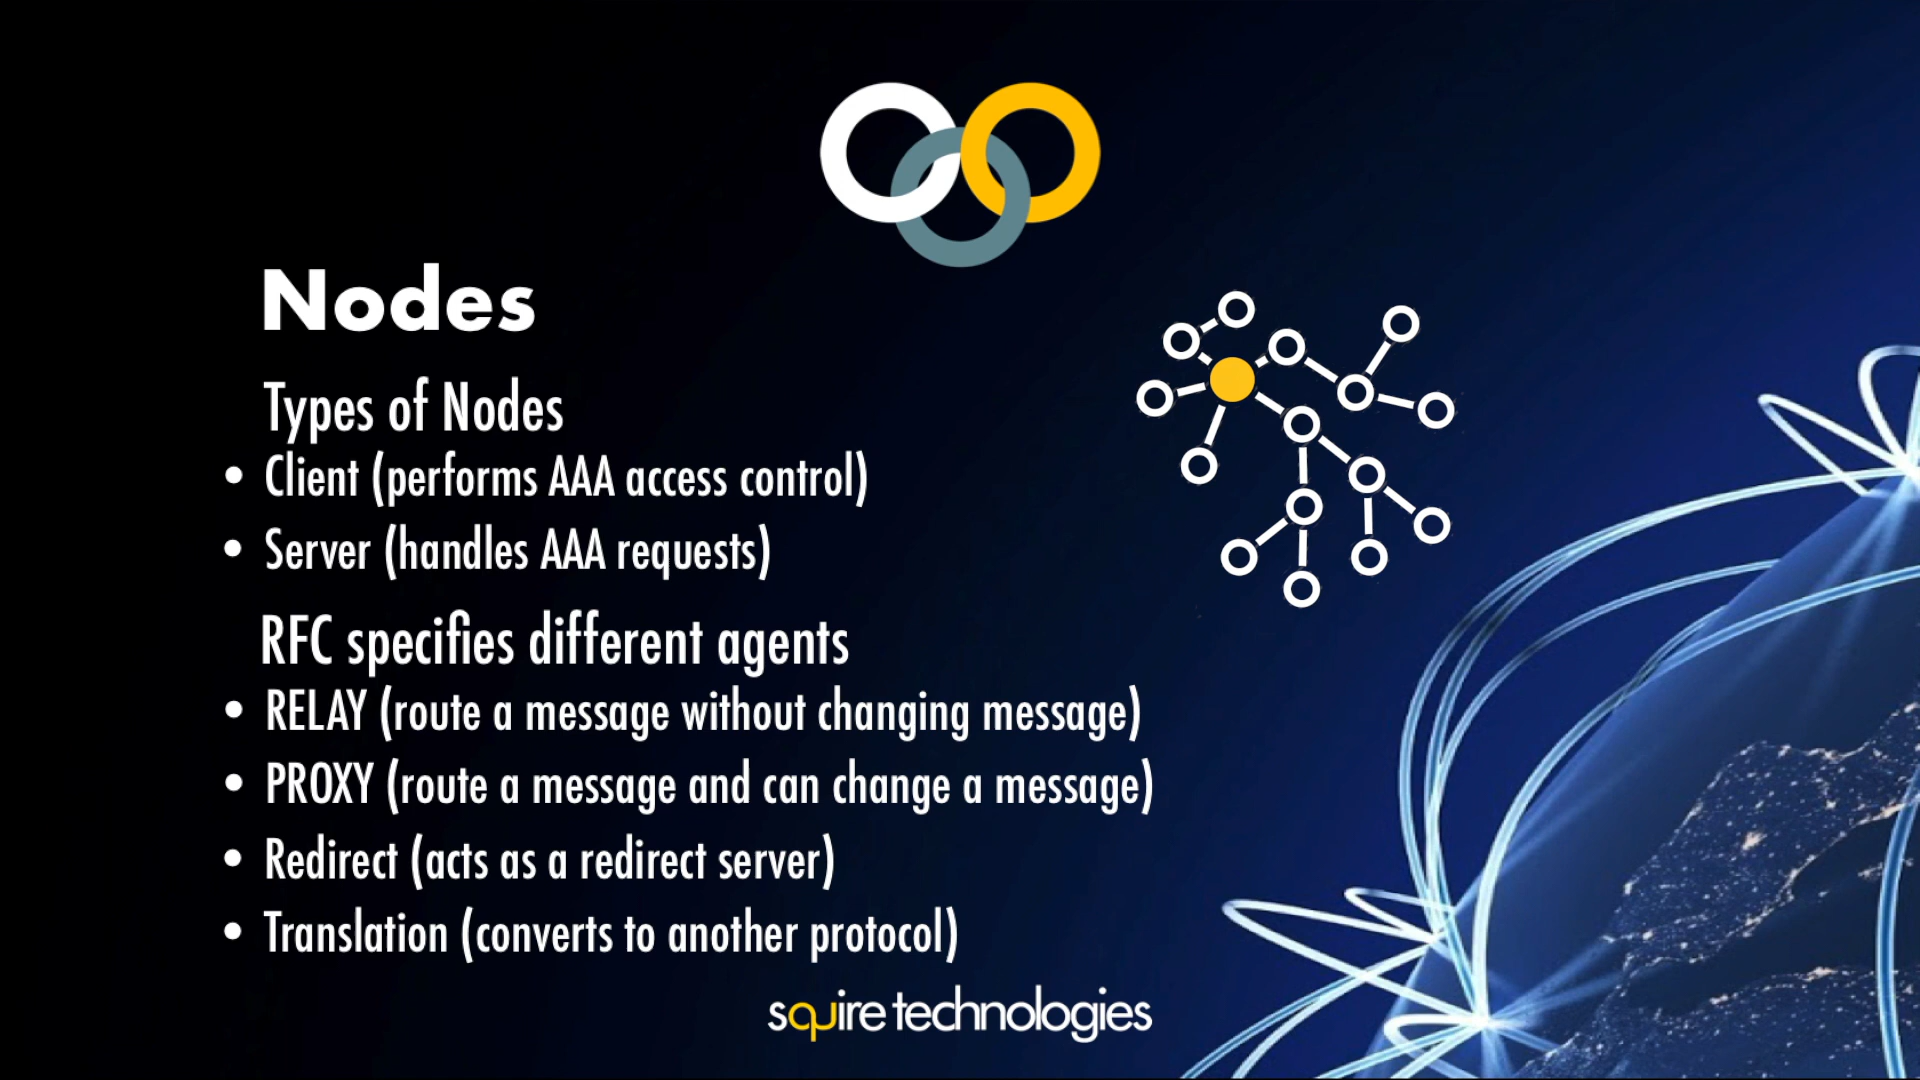 Nodes
Types of Nodes
• Client (performs AAA access control)
• Server (handles AAA requests)
RFC specifies different agents
• RELAY (route a message without changing message)
• PROXY (route a message and can change a message)
• Redirect (acts as a redirect server)
• Translation (converts to another protocol)
squire technologies